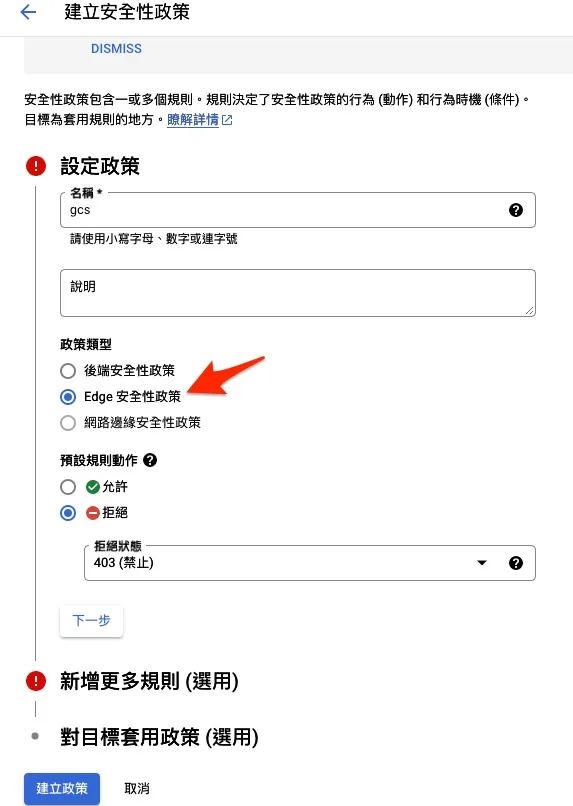 建立安全性政策
DISMISS
安全性政策包含一或多個規則。規則決定了安全性政策的行為 (動作) 和行為時機 (條件)。
目標為套用規則的地方。瞭解詳情
設定政策
名稱 *
gcs
請使用小寫字母、數字或連字號
說明
政策類型
後端安全性政策
Edge 安全性政策
網路邊緣安全性政策
預設規則動作
允許
拒絕
拒絕狀態
403 (禁止)
下一步
新增更多規則 (選用)
對目標套用政策 (選用)
建立政策 取消